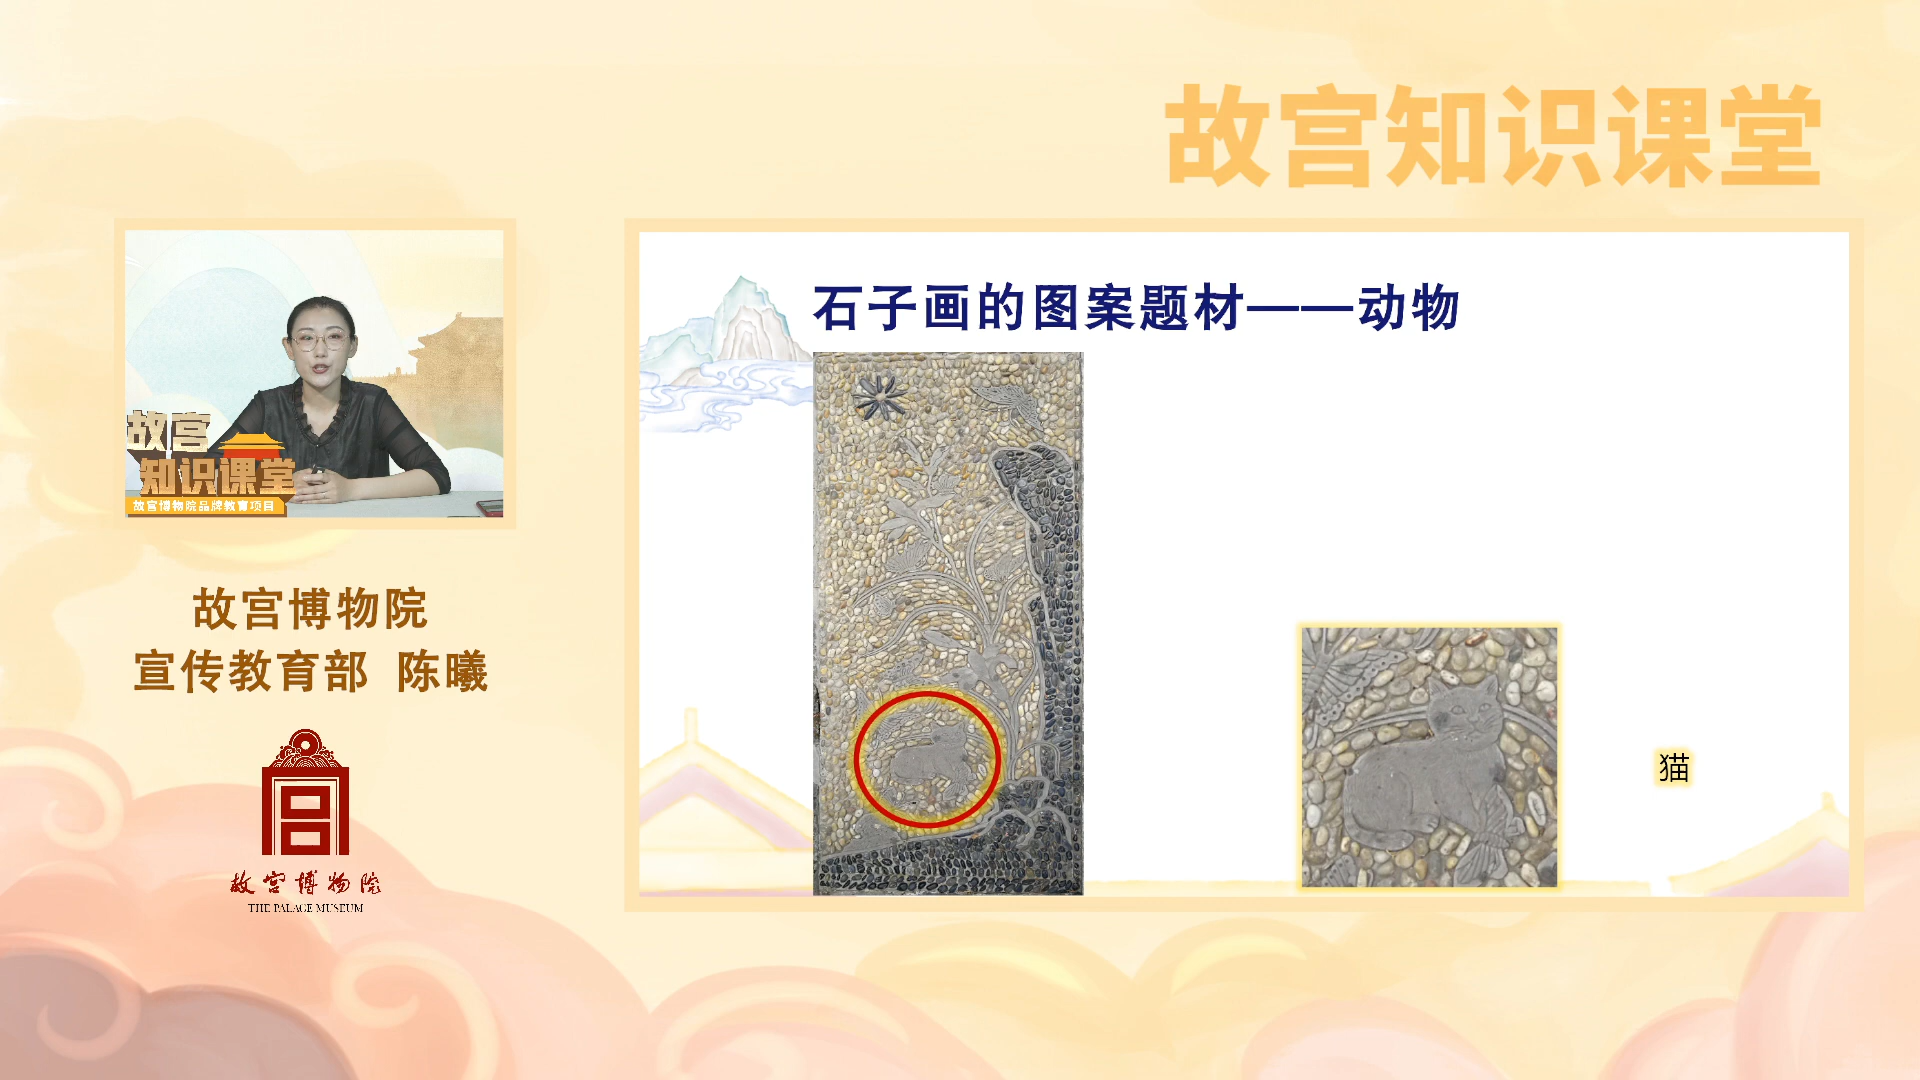 故宫知识课堂
故宫
知识课堂
故宫博物院品牌教育项目
故宫博物院
宣传教育部 陈曦
故宫博物院
THE PALACE MUSEUM
石子画的图案题材——动物
猫